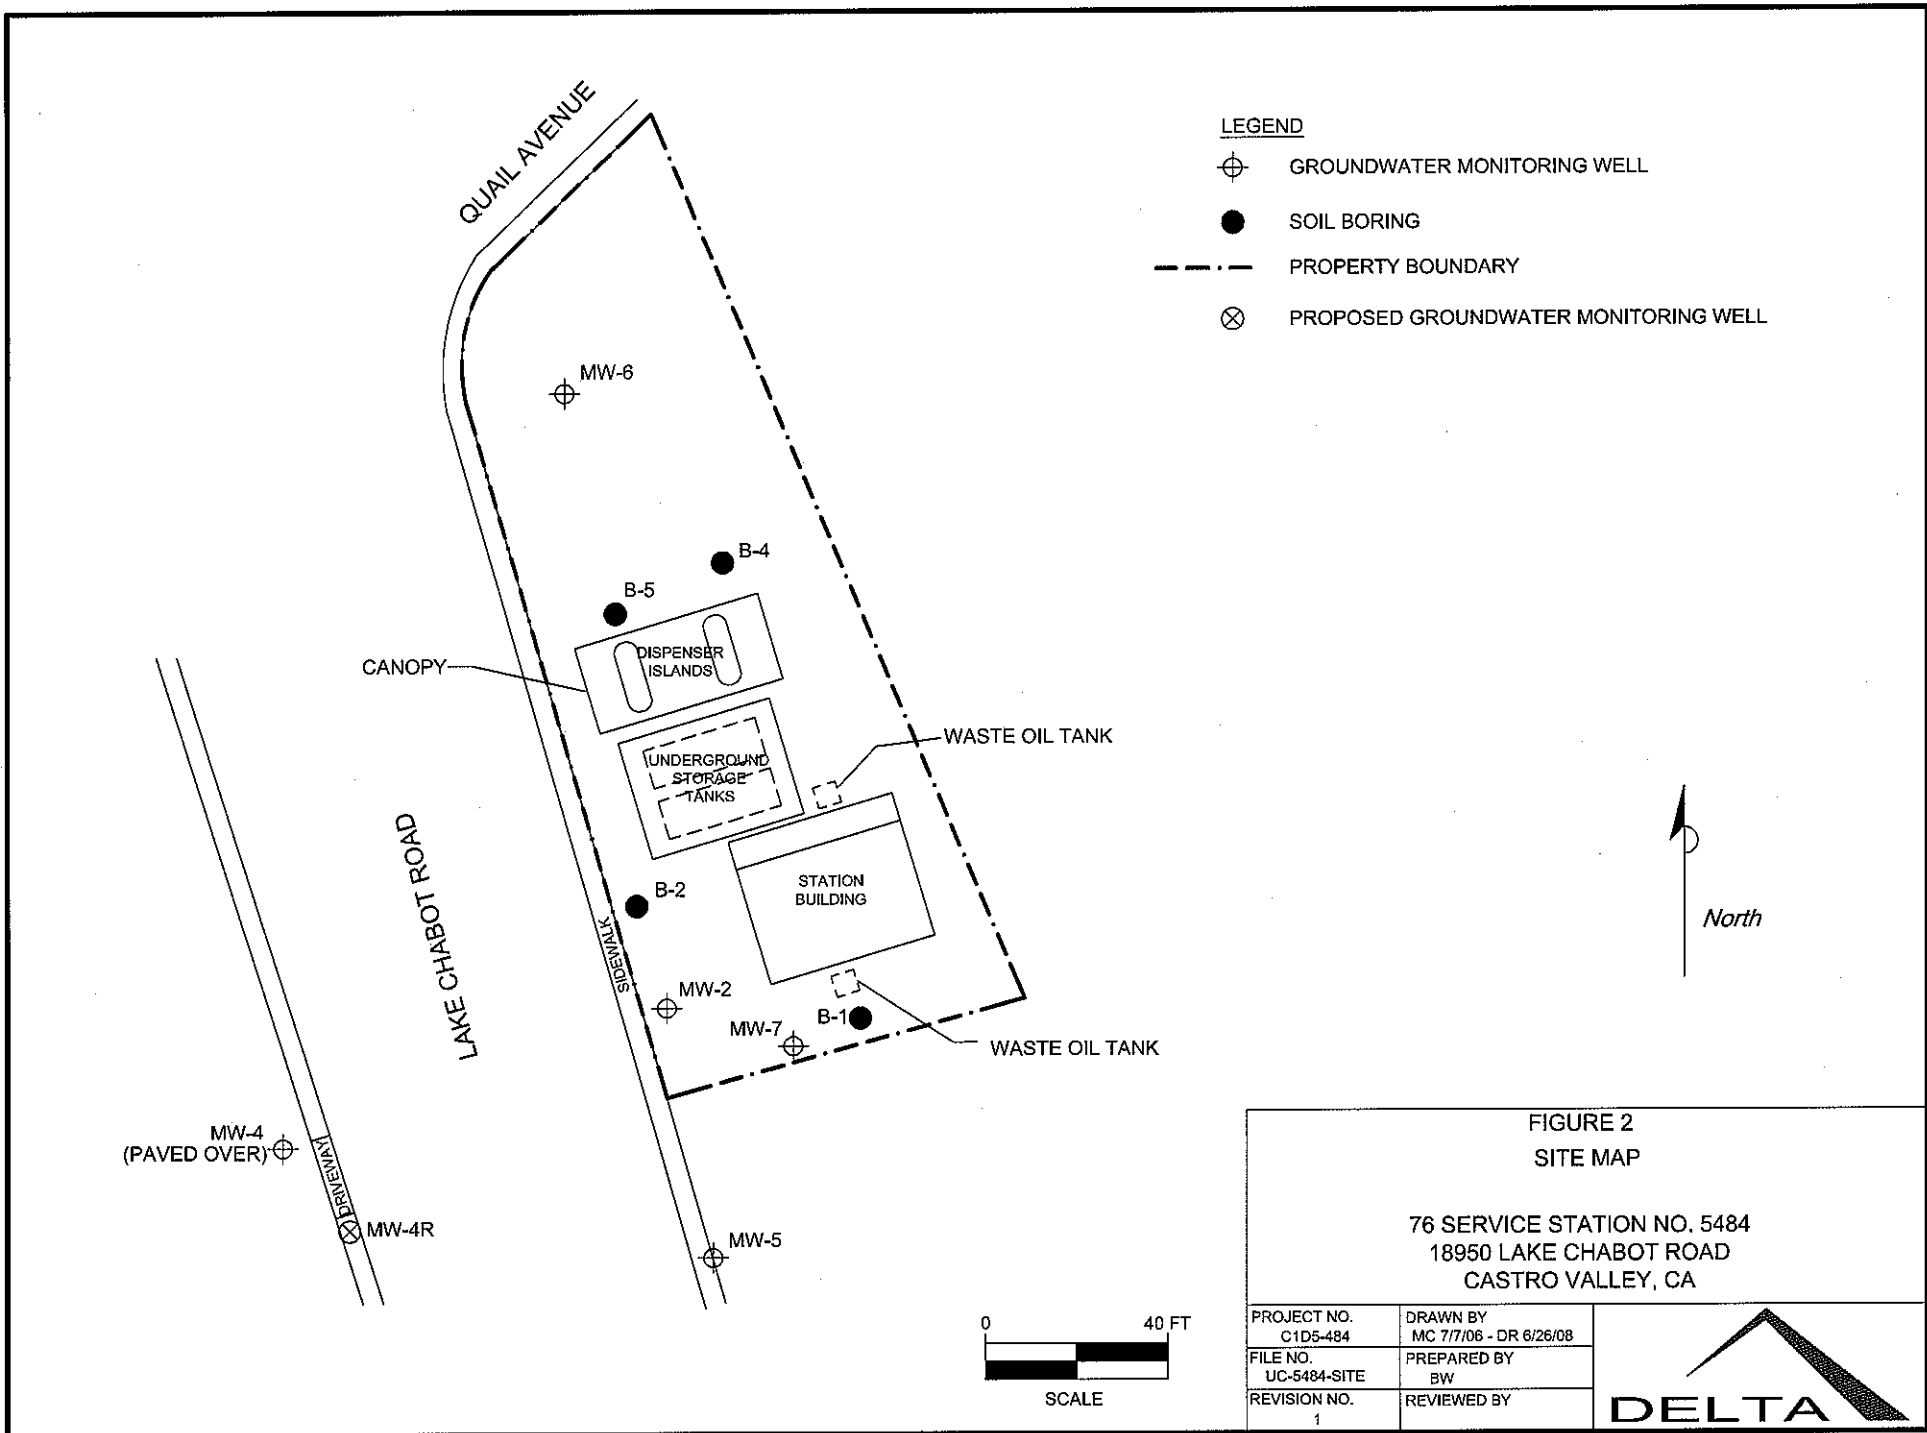 QUAIL AVENUE
LEGEND
GROUNDWATER MONITORING WELL
SOIL BORING
PROPERTY BOUNDARY
PROPOSED GROUNDWATER MONITORING WELL
MW-6
B-4
B-5
CANOPY
DISPENSER
ISLANDS
WASTE OIL TANK
UNDERGROUND
STORAGE
TANKS
LAKE CHABOT ROAD
STATION
BUILDING
B-2
SIDEWALK
North
MW-2
MW-7
B-1
WASTE OIL TANK
MW-4
(PAVED OVER)
DRIVEWAY
MW-4R
MW-5
0 40 FT
SCALE
FIGURE 2
SITE MAP
76 SERVICE STATION NO. 5484
18950 LAKE CHABOT ROAD
CASTRO VALLEY, CA
PROJECT NO.
C1D5-484
DRAWN BY
MC 7/7/06 - DR 6/26/08
FILE NO.
UC-5484-SITE
PREPARED BY
BW
REVISION NO.
1
REVIEWED BY
DELTA